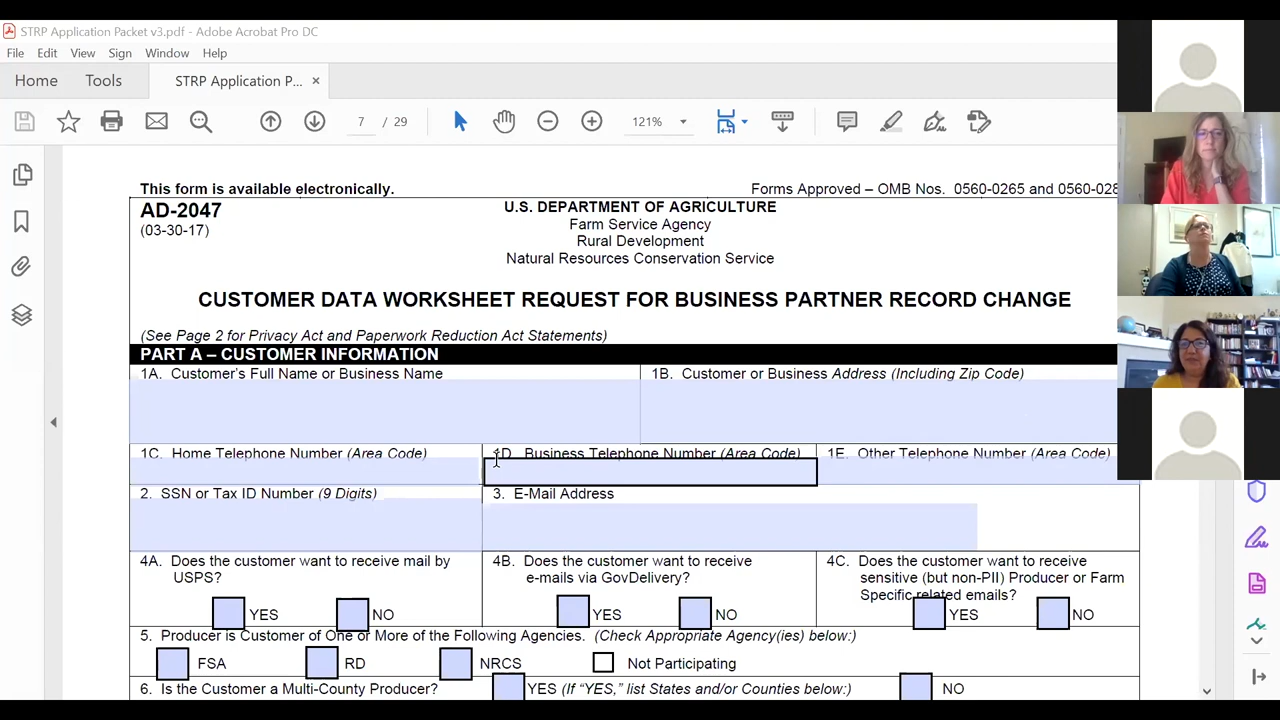 STRP Application Packet v3.pdf - Adobe Acrobat Pro DC
File Edit View Sign Window Help
Home Tools STRP Application P... ×
7 / 29 121%
This form is available electronically. Forms Approved – OMB Nos. 0560-0265 and 0560-028
AD-2047 U.S. DEPARTMENT OF AGRICULTURE
(03-30-17) Farm Service Agency
Rural Development
Natural Resources Conservation Service
CUSTOMER DATA WORKSHEET REQUEST FOR BUSINESS PARTNER RECORD CHANGE
(See Page 2 for Privacy Act and Paperwork Reduction Act Statements)
PART A – CUSTOMER INFORMATION
1A. Customer's Full Name or Business Name 1B. Customer or Business Address (Including Zip Code)
1C. Home Telephone Number (Area Code) 1D. Business Telephone Number (Area Code) 1E. Other Telephone Number (Area Code)
2. SSN or Tax ID Number (9 Digits) 3. E-Mail Address
4A. Does the customer want to receive mail by 4B. Does the customer want to receive 4C. Does the customer want to receive
USPS? e-mails via GovDelivery? sensitive (but non-PII) Producer or Farm
Specific related emails?
YES NO YES NO YES NO
5. Producer is Customer of One or More of the Following Agencies. (Check Appropriate Agency(ies) below:)
FSA RD NRCS Not Participating
6. Is the Customer a Multi-County Producer? YES (If “YES,” list States and/or Counties below:) NO